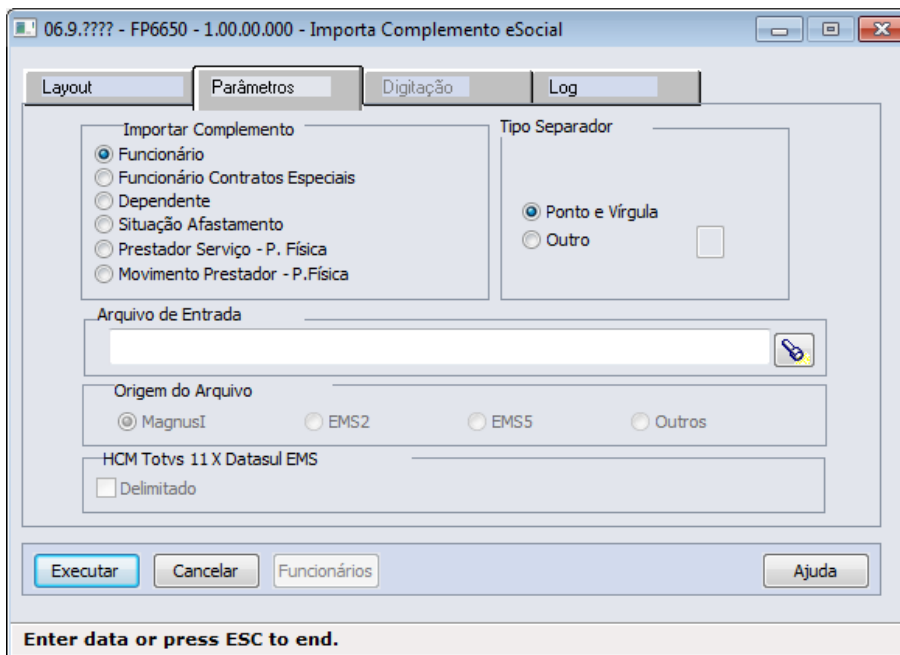 06.9.???? - FP6650 - 1.00.00.000 - Importa Complemento eSocial
Layout Parâmetros Digitação Log
Importar Complemento
Funcionário
Funcionário Contratos Especiais
Dependente
Situação Afastamento
Prestador Serviço - P. Física
Movimento Prestador - P.Física
Tipo Separador
Ponto e Vírgula
Outro
Arquivo de Entrada
Origem do Arquivo
MagnusI EMS2 EMS5 Outros
HCM Totvs 11 X Datasul EMS
Delimitado
Executar Cancelar Funcionários Ajuda
Enter data or press ESC to end.